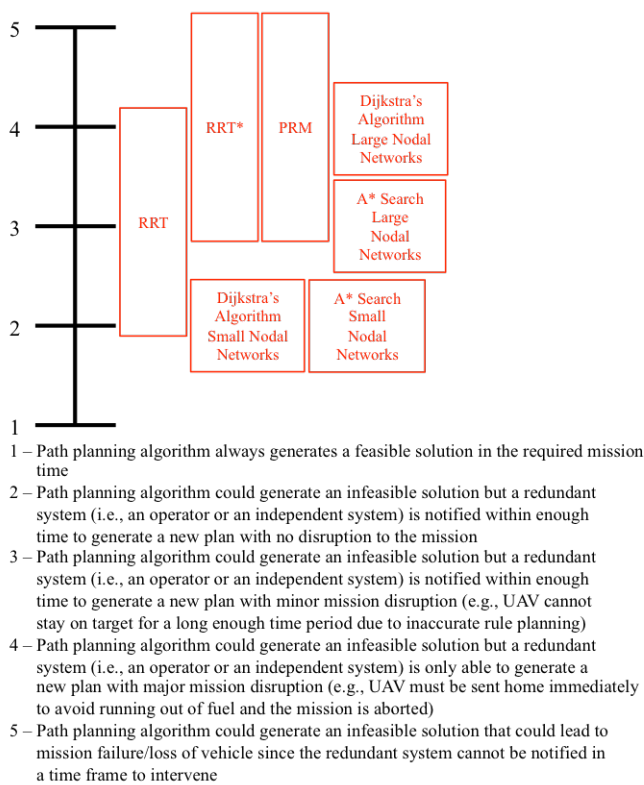 5
4
3
2
1
RRT
RRT*
PRM
Dijkstra's
Algorithm
Large Nodal
Networks
A* Search
Large
Nodal
Networks
Dijkstra's
Algorithm
Small Nodal
Networks
A* Search
Small
Nodal
Networks
1 – Path planning algorithm always generates a feasible solution in the required mission
time
2 – Path planning algorithm could generate an infeasible solution but a redundant
system (i.e., an operator or an independent system) is notified within enough
time to generate a new plan with no disruption to the mission
3 – Path planning algorithm could generate an infeasible solution but a redundant
system (i.e., an operator or an independent system) is notified within enough
time to generate a new plan with minor mission disruption (e.g., UAV cannot
stay on target for a long enough time period due to inaccurate rule planning)
4 – Path planning algorithm could generate an infeasible solution but a redundant
system (i.e., an operator or an independent system) is only able to generate a
new plan with major mission disruption (e.g., UAV must be sent home immediately
to avoid running out of fuel and the mission is aborted)
5 – Path planning algorithm could generate an infeasible solution that could lead to
mission failure/loss of vehicle since the redundant system cannot be notified in
a time frame to intervene